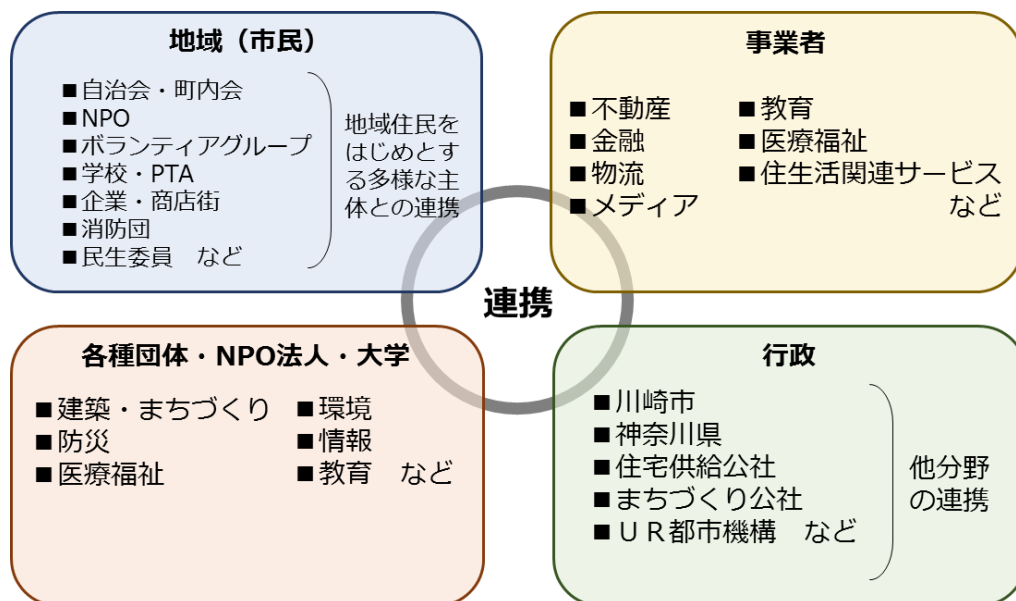 地域（市民）
■自治会・町内会
■NPO
■ボランティアグループ
■学校・PTA
■企業・商店街
■消防団
■民生委員　など
地域住民を
はじめとす
る多様な主
体との連携
事業者
■不動産
■金融
■物流
■メディア
■教育
■医療福祉
■住生活関連サービス
など
連携
各種団体・NPO法人・大学
■建築・まちづくり
■防災
■医療福祉
■環境
■情報
■教育　など
行政
■川崎市
■神奈川県
■住宅供給公社
■まちづくり公社
■ＵＲ都市機構　など
他分野
の連携